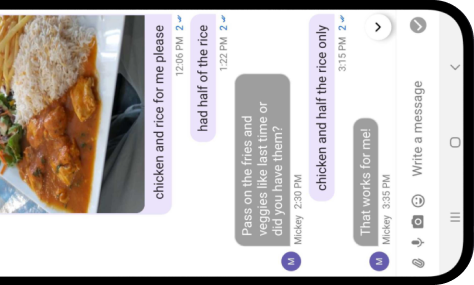 chicken and rice for me please
12:06 PM 2
had half of the rice
1:22 PM 2
Pass on the fries and
veggies like last time or
did you have them?
M
Mickey 2:30 PM
chicken and half the rice only
3:15 PM 2
That works for me!
M
Mickey 3:35 PM
Write a message